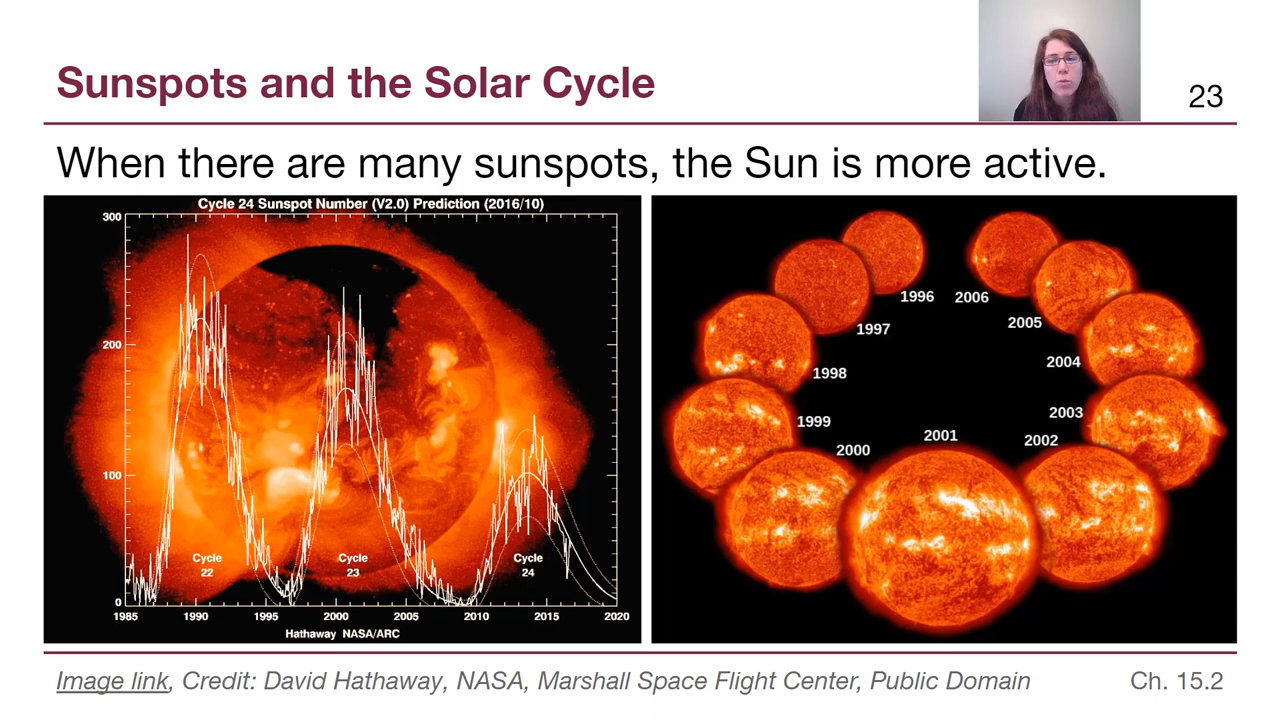 Sunspots and the Solar Cycle
23
When there are many sunspots, the Sun is more active.
Cycle 24 Sunspot Number (V2.0) Prediction (2016/10)
300
200
100
0
Cycle
22
Cycle
23
Cycle
24
1985 1990 1995 2000 2005 2010 2015 2020
Hathaway NASA/ARC
1996 2006
1997 2005
1998 2004
1999 2003
2000 2001 2002
Image link, Credit: David Hathaway, NASA, Marshall Space Flight Center, Public Domain
Ch. 15.2